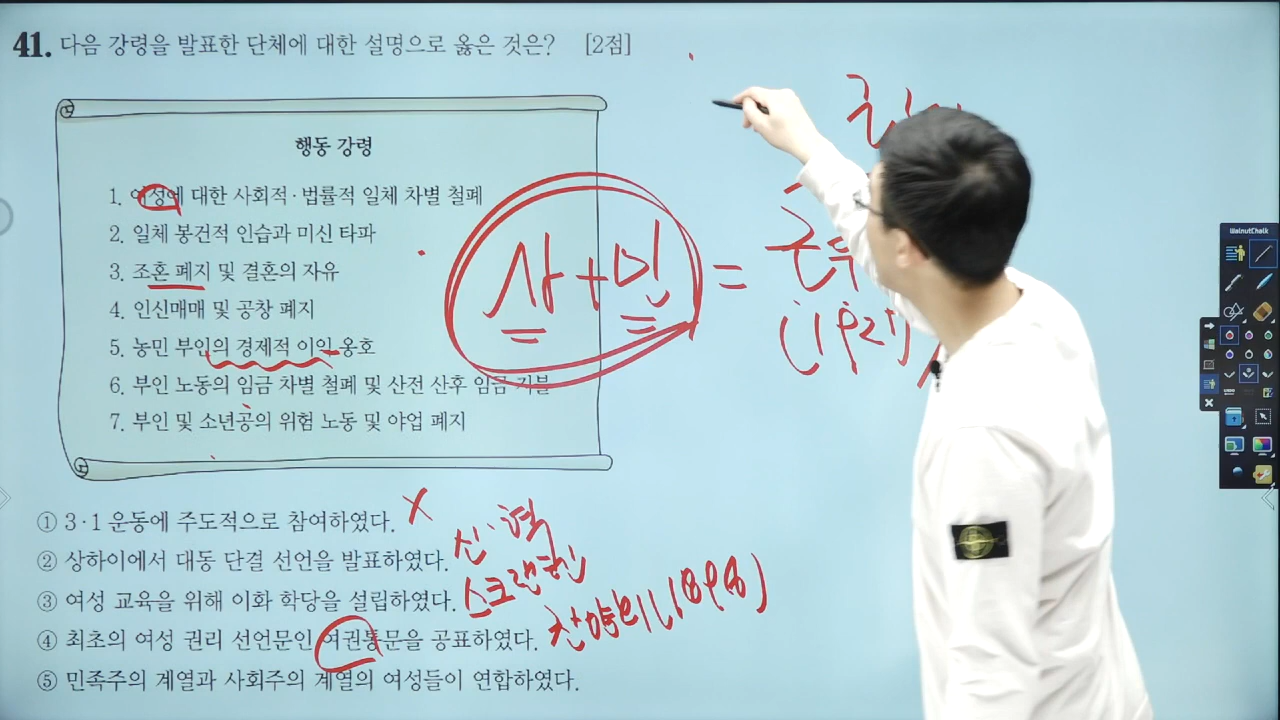 41. 다음 강령을 발표한 단체에 대한 설명으로 옳은 것은? [2점]
행동 강령
1. 여성에 대한 사회적·법률적 일체 차별 철폐
2. 일체 봉건적 인습과 미신 타파
3. 조혼 폐지 및 결혼의 자유
4. 인신매매 및 공창 폐지
5. 농민 부인의 경제적 이익 옹호
6. 부인 노동의 임금 차별 철폐 및 산전 산후 임금 지불
7. 부인 및 소년공의 위험 노동 및 야업 폐지
① 3·1 운동에 주도적으로 참여하였다. X
② 상하이에서 대동 단결 선언을 발표하였다.
③ 여성 교육을 위해 이화 학당을 설립하였다. 스크랜튼
④ 최초의 여성 권리 선언문인 여권통문을 공표하였다. 찬양회(1898)
⑤ 민족주의 계열과 사회주의 계열의 여성들이 연합하였다.
=
(1927)
WalnutChalk